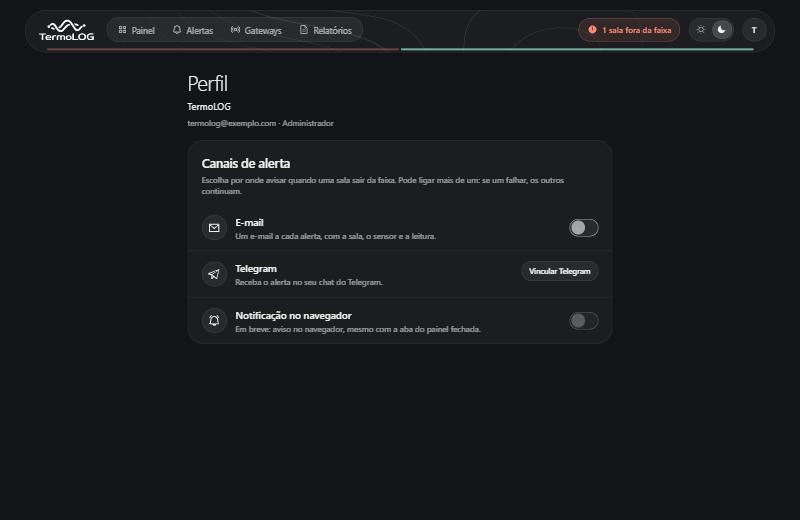 TermoLOG
Painel
Alertas
Gateways
Relatórios
1 sala fora da faixa
T
Perfil
TermoLOG
termolog@exemplo.com · Administrador
Canais de alerta
Escolha por onde avisar quando uma sala sair da faixa. Pode ligar mais de um: se um falhar, os outros
continuam.
E-mail
Um e-mail a cada alerta, com a sala, o sensor e a leitura.
Telegram
Receba o alerta no seu chat do Telegram.
Vincular Telegram
Notificação no navegador
Em breve: aviso no navegador, mesmo com a aba do painel fechada.